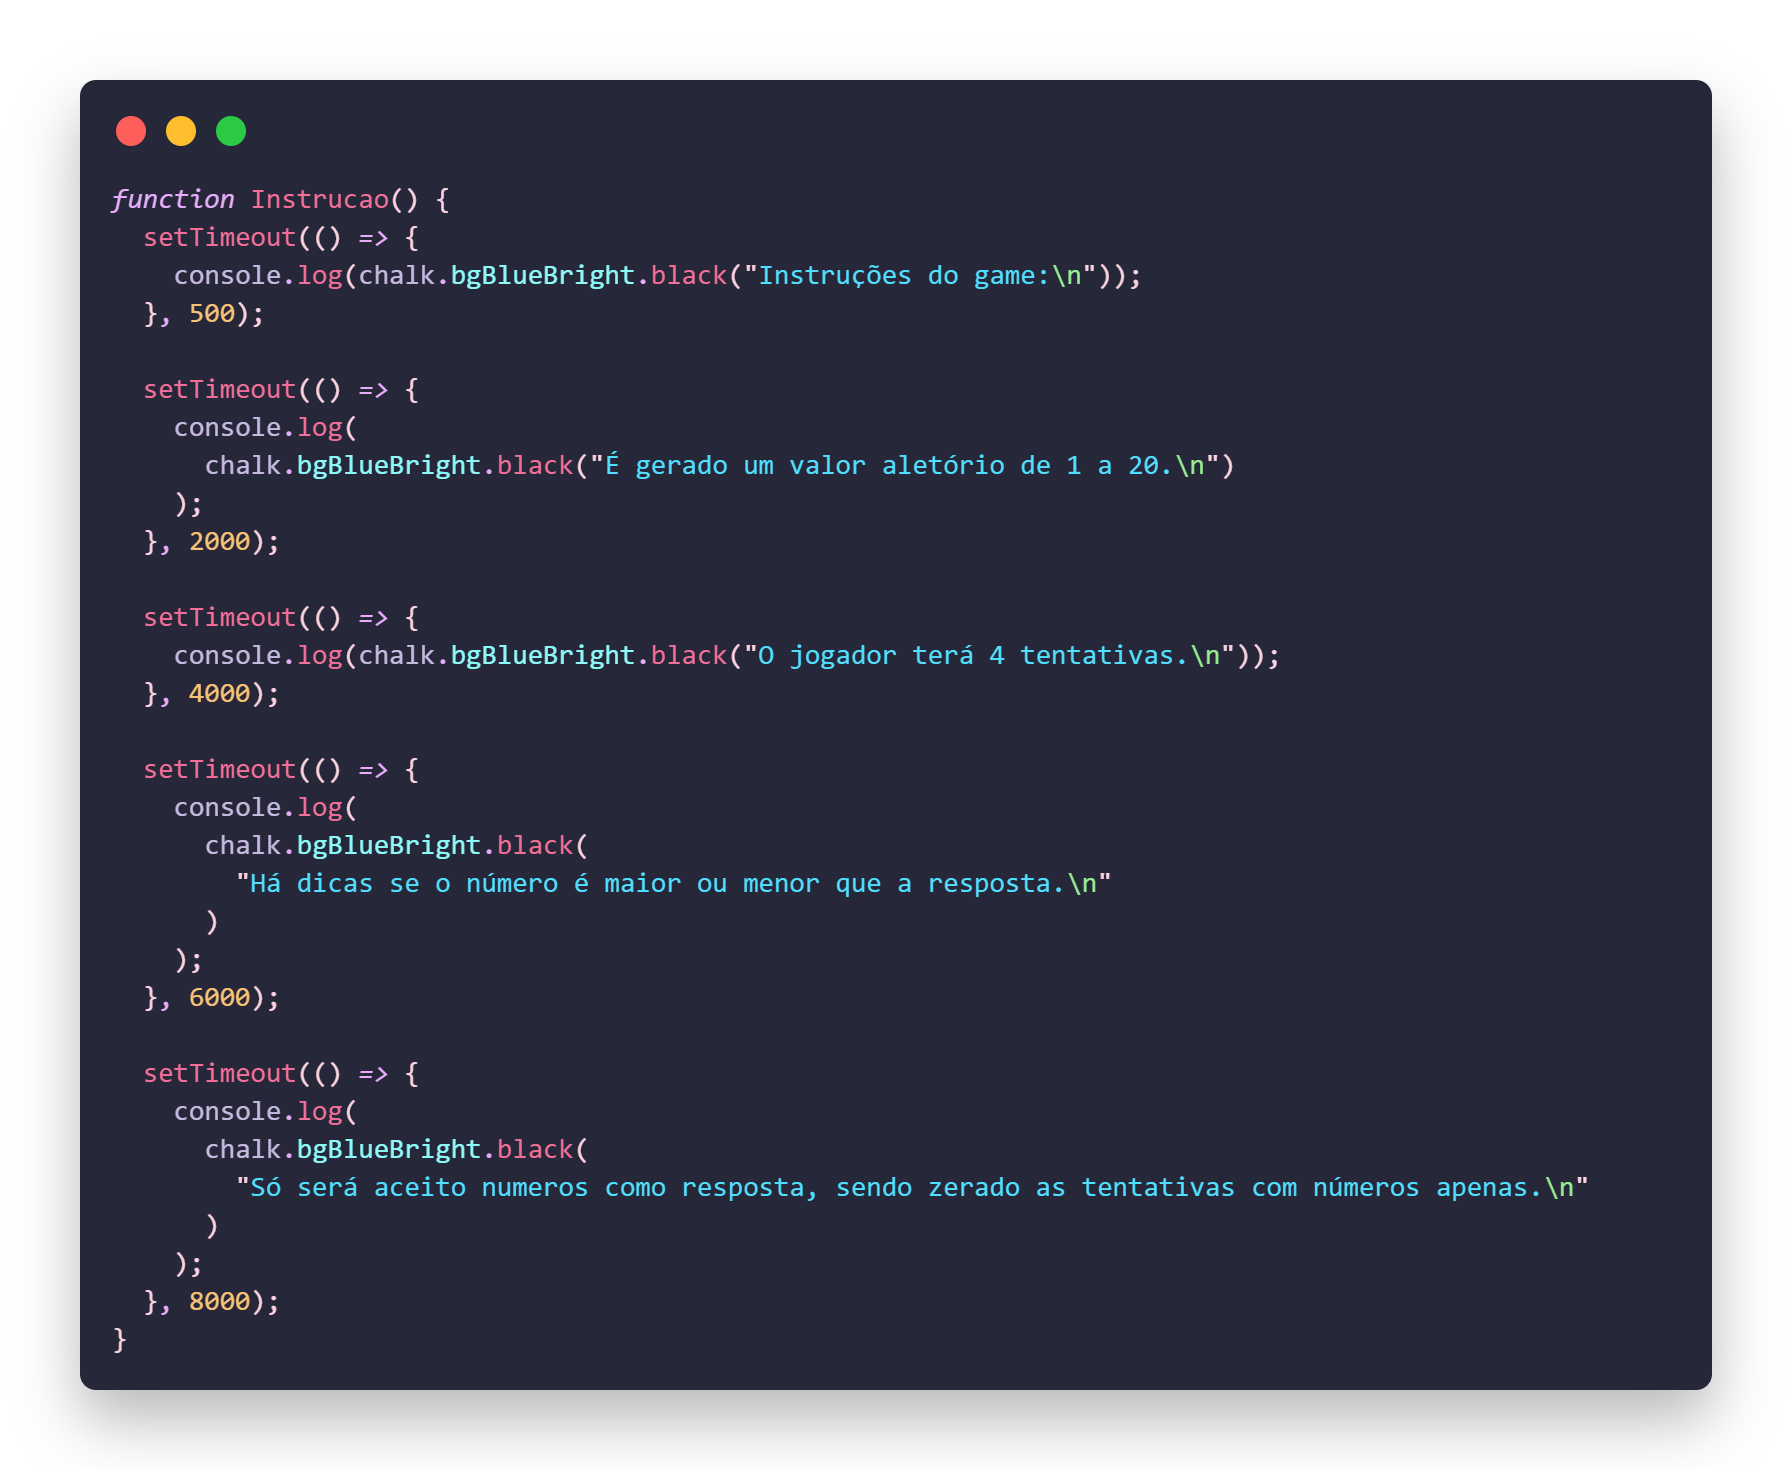 function Instrucao() {
  setTimeout(() => {
    console.log(chalk.bgBlueBright.black("Instruções do game:\n"));
  }, 500);

  setTimeout(() => {
    console.log(
      chalk.bgBlueBright.black("É gerado um valor aletório de 1 a 20.\n")
    );
  }, 2000);

  setTimeout(() => {
    console.log(chalk.bgBlueBright.black("O jogador terá 4 tentativas.\n"));
  }, 4000);

  setTimeout(() => {
    console.log(
      chalk.bgBlueBright.black(
        "Há dicas se o número é maior ou menor que a resposta.\n"
      )
    );
  }, 6000);

  setTimeout(() => {
    console.log(
      chalk.bgBlueBright.black(
        "Só será aceito numeros como resposta, sendo zerado as tentativas com números apenas.\n"
      )
    );
  }, 8000);
}